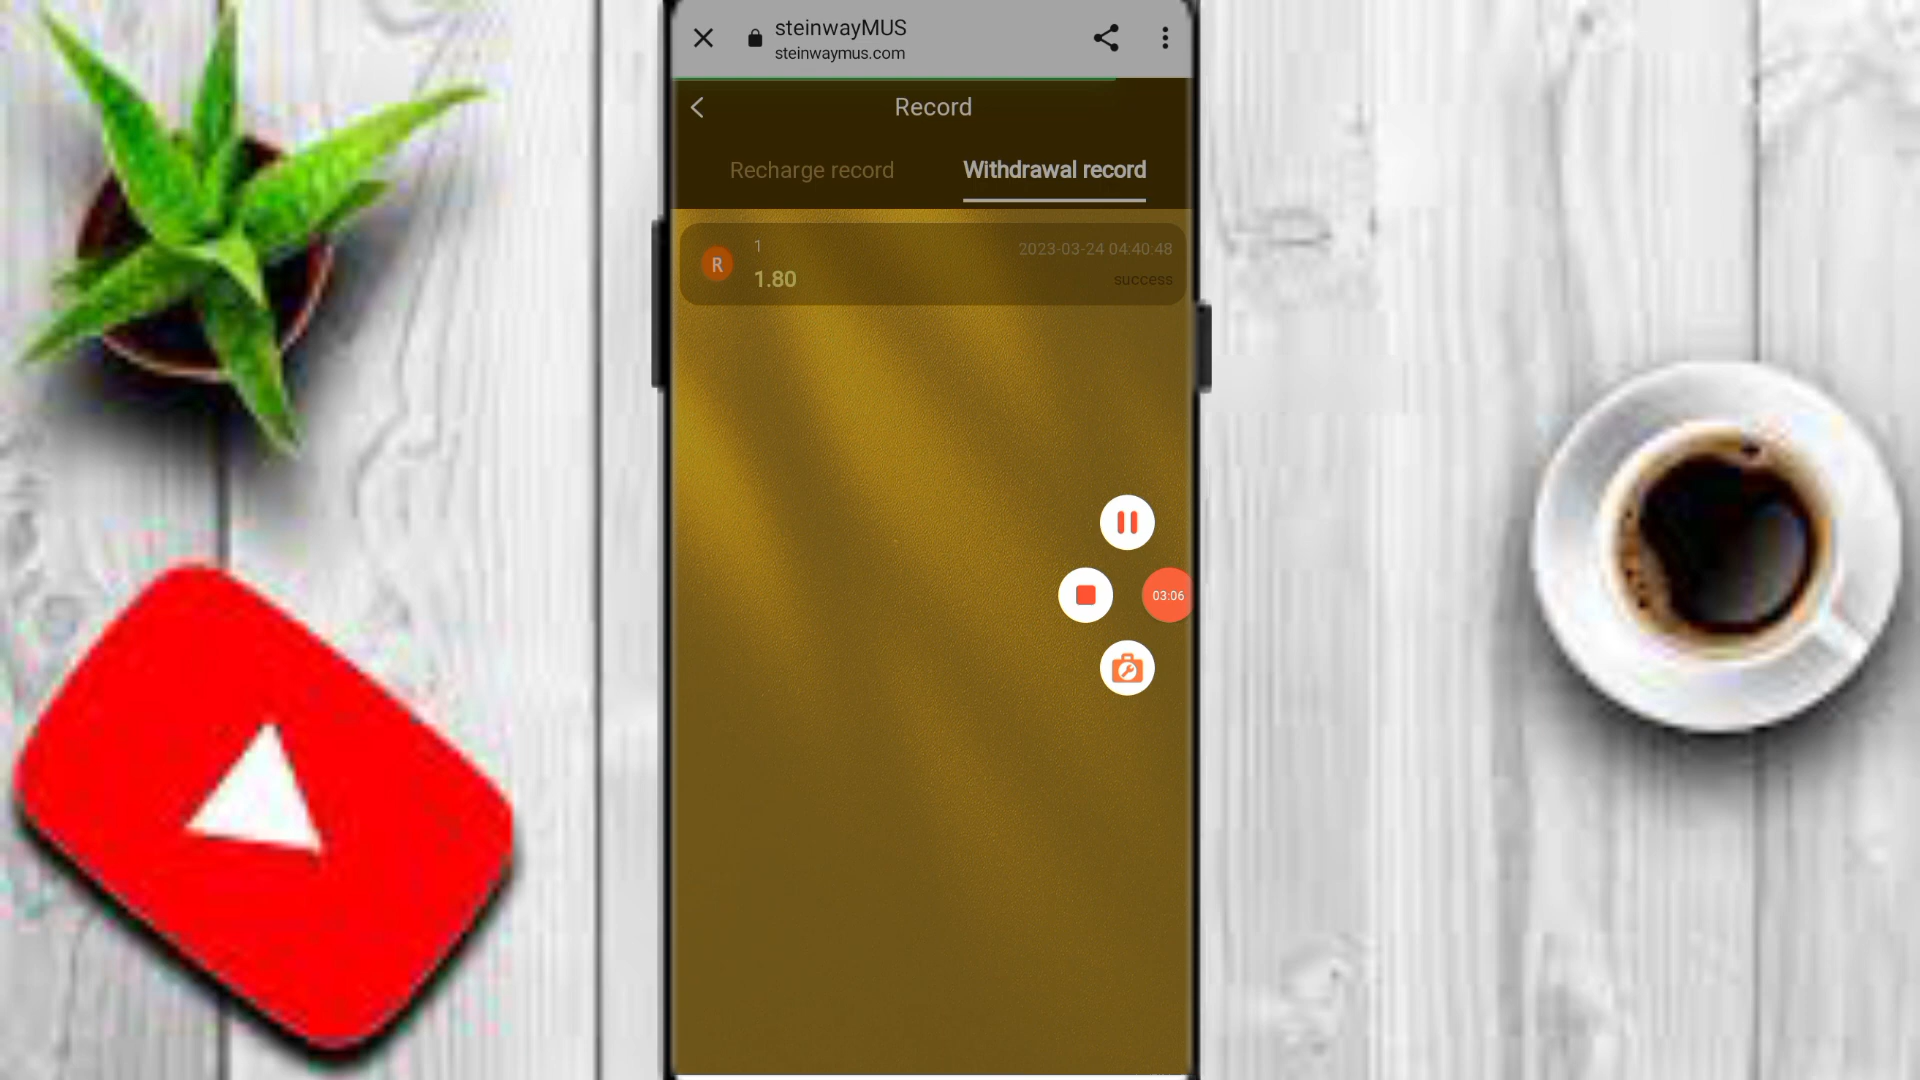 steinwayMUS
steinwaymus.com
Record
Recharge record
Withdrawal record
R
1
2023-03-24 04:40:48
1.80
success
03:06